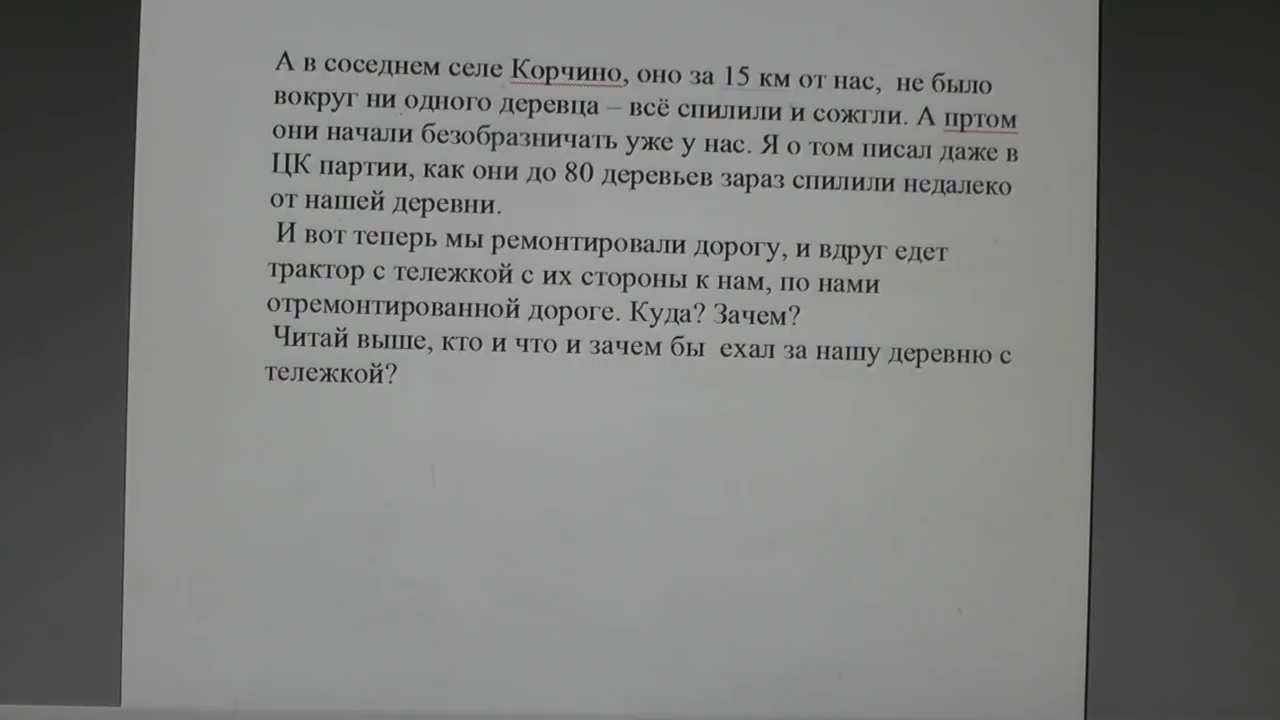 А в соседнем селе Корчино, оно за 15 км от нас,  не было
вокруг ни одного деревца – всё спилили и сожгли. А пртом
они начали безобразничать уже у нас. Я о том писал даже в
ЦК партии, как они до 80 деревьев зараз спилили недалеко
от нашей деревни.
И вот теперь мы ремонтировали дорогу, и вдруг едет
трактор с тележкой с их стороны к нам, по нами
отремонтированной дороге. Куда? Зачем?
Читай выше, кто и что и зачем бы  ехал за нашу деревню с
тележкой?